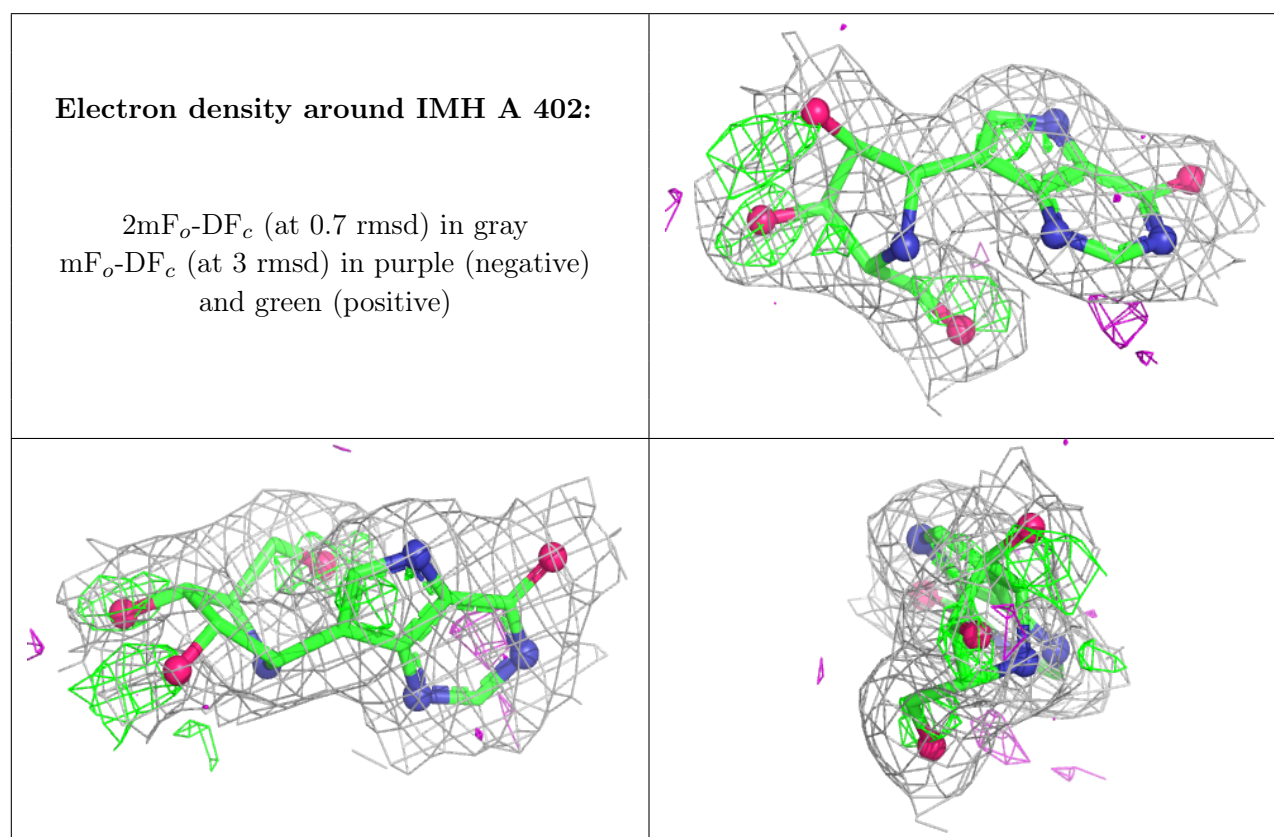 Electron density around IMH A 402:
2mFₒ-DF𝑐 (at 0.7 rmsd) in gray
mFₒ-DF𝑐 (at 3 rmsd) in purple (negative)
and green (positive)